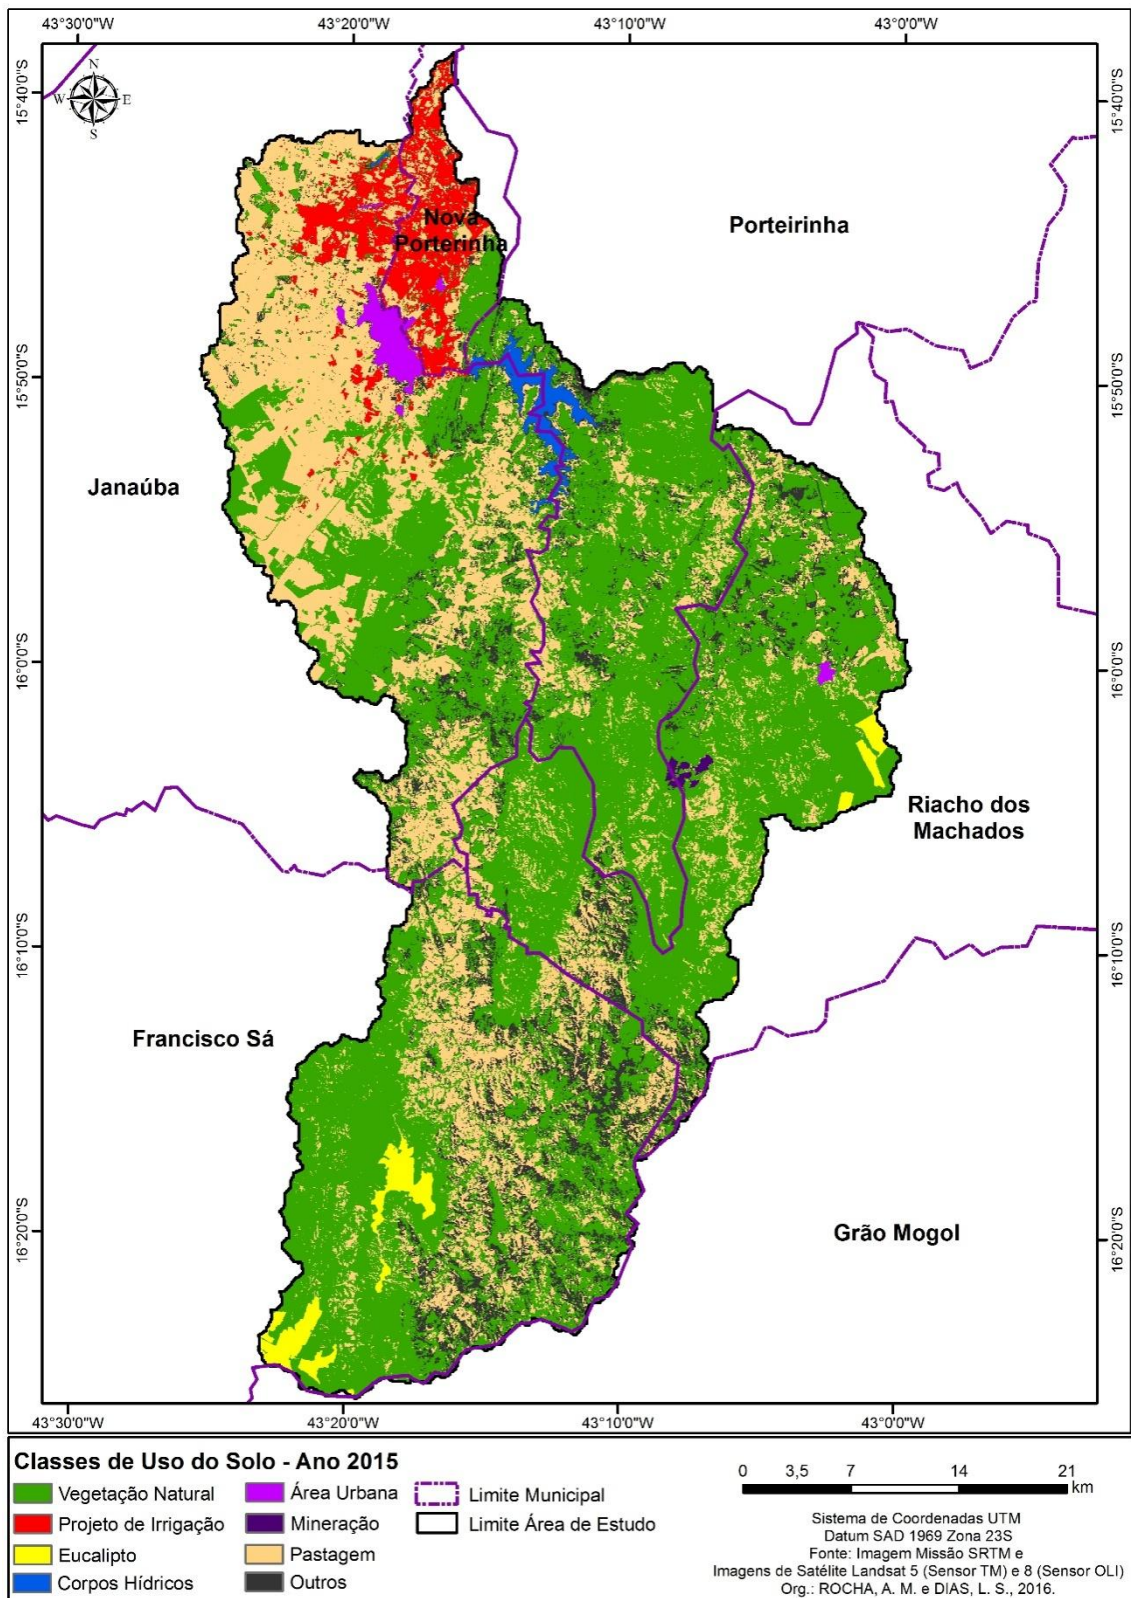 43°30'0"W 43°20'0"W 43°10'0"W 43°0'0"W
15°40'0"S 15°40'0"S
N
W E
S
Nova
Porterinha
Porteirinha
15°50'0"S 15°50'0"S
Janaúba
16°0'0"S 16°0'0"S
Riacho dos
Machados
16°10'0"S 16°10'0"S
Francisco Sá
Grão Mogol
16°20'0"S 16°20'0"S
43°30'0"W 43°20'0"W 43°10'0"W 43°0'0"W
Classes de Uso do Solo - Ano 2015
Vegetação Natural
Projeto de Irrigação
Eucalipto
Corpos Hídricos
Área Urbana
Mineração
Pastagem
Outros
Limite Municipal
Limite Área de Estudo
0 3,5 7 14 21
km
Sistema de Coordenadas UTM
Datum SAD 1969 Zona 23S
Fonte: Imagem Missão SRTM e
Imagens de Satélite Landsat 5 (Sensor TM) e 8 (Sensor OLI)
Org.: ROCHA, A. M. e DIAS, L. S., 2016.